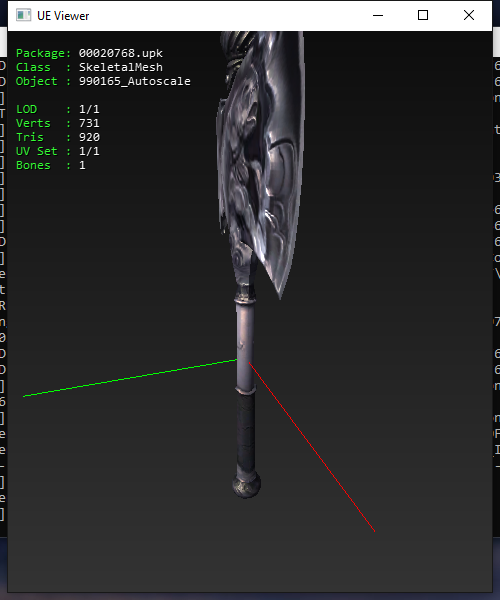 UE Viewer
Package: 00020768.upk
Class  : SkeletalMesh
Object : 990165_Autoscale
LOD    : 1/1
Verts  : 731
Tris   : 920
UV Set : 1/1
Bones  : 1